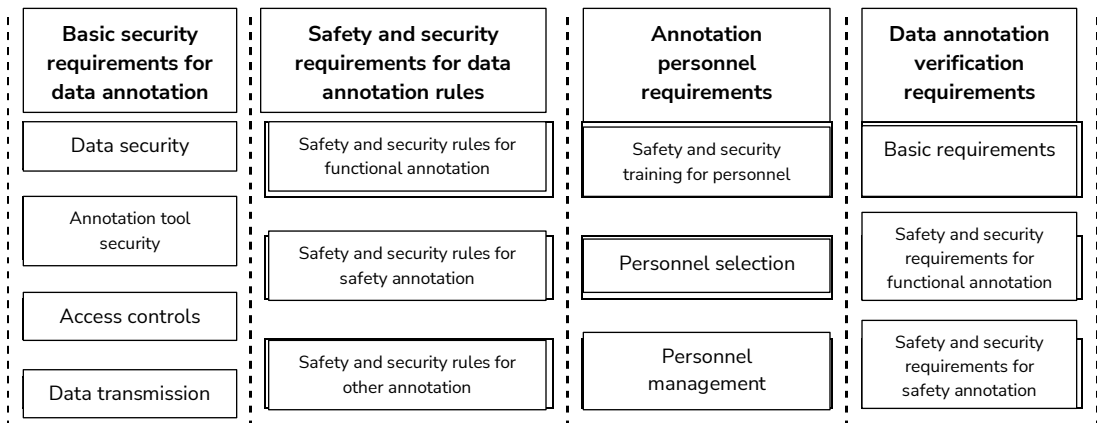 Basic security
requirements for
data annotation
Data security
Annotation tool
security
Access controls
Data transmission
Safety and security
requirements for data
annotation rules
Safety and security rules for
functional annotation
Safety and security rules for
safety annotation
Safety and security rules for
other annotation
Annotation
personnel
requirements
Safety and security
training for personnel
Personnel selection
Personnel
management
Data annotation
verification
requirements
Basic requirements
Safety and security
requirements for
functional annotation
Safety and security
requirements for
safety annotation